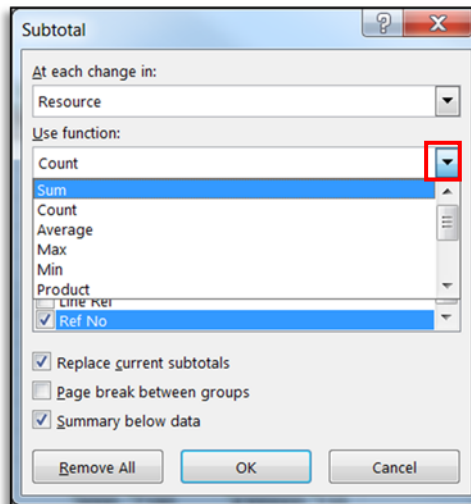 Subtotal
?
X
At each change in:
Resource
Use function:
Count
Sum
Count
Average
Max
Min
Product
Line Ref
Ref No
Replace current subtotals
Page break between groups
Summary below data
Remove All
OK
Cancel